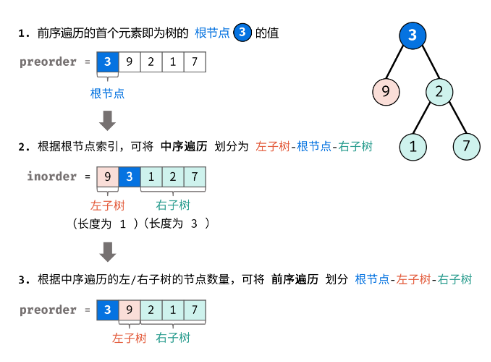 1. 前序遍历的首个元素即为树的 根节点 3 的值
preorder = 3 9 2 1 7
根节点
2. 根据根节点索引，可将 中序遍历 划分为 左子树-根节点-右子树
inorder = 9 3 1 2 7
左子树 右子树
（长度为 1 ）（长度为 3 ）
3. 根据中序遍历的左/右子树的节点数量，可将 前序遍历 划分 根节点-左子树-右子树
preorder = 3 9 2 1 7
左子树 右子树
3
9 2
1 7